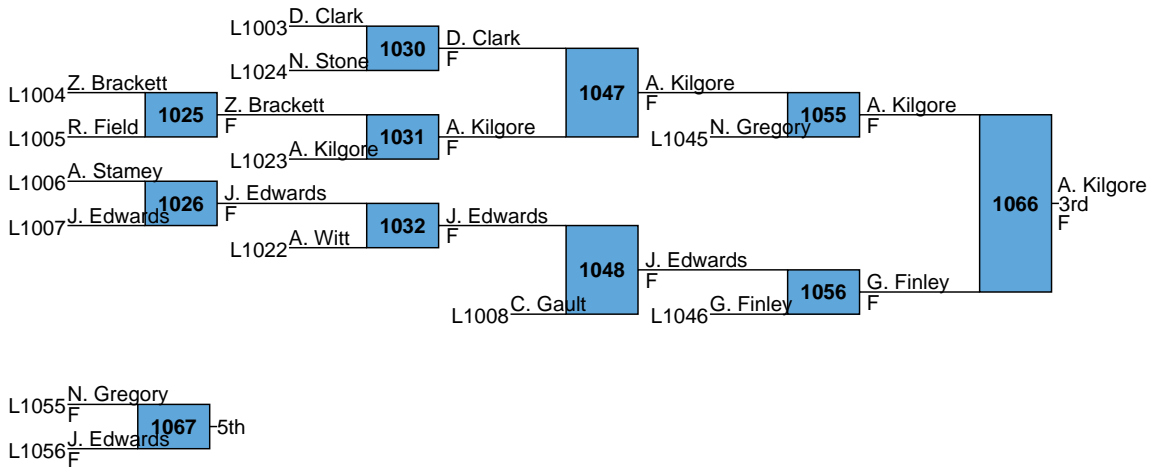 L1003 D. Clark
1030
D. Clark
F
L1024 N. Stone
L1004 Z. Brackett
1025
Z. Brackett
F
L1005 R. Field
1031
A. Kilgore
F
L1023 A. Kilgore
1047
A. Kilgore
F
L1045 N. Gregory
1055
A. Kilgore
F
L1006 A. Stamey
1026
J. Edwards
F
L1007 J. Edwards
1032
J. Edwards
F
L1022 A. Witt
1048
J. Edwards
F
L1008 C. Gault
L1046 G. Finley
1056
G. Finley
F
1066
A. Kilgore
3rd
F
L1055 N. Gregory
F
1067
5th
L1056 J. Edwards
F